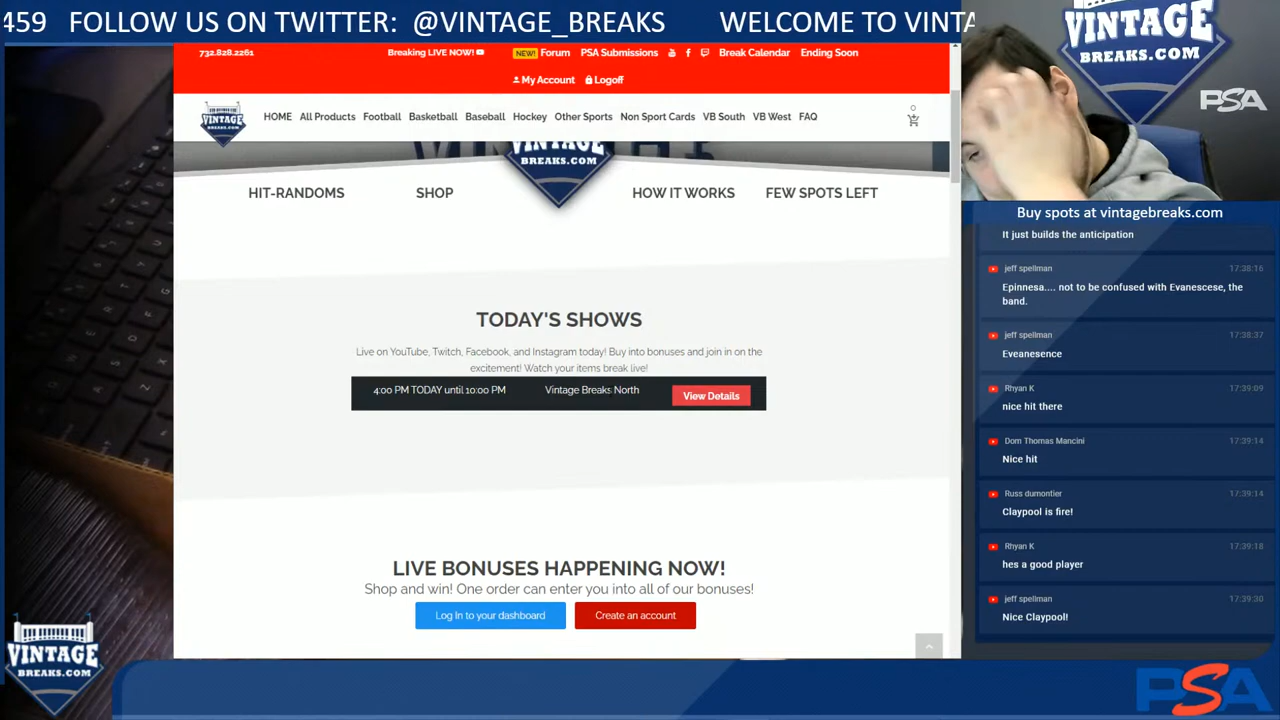 459 FOLLOW US ON TWITTER: @VINTAGE_BREAKS WELCOME TO VINTA
732.828.2261 Breaking LIVE NOW! NEW! Forum PSA Submissions Break Calendar Ending Soon
My Account Logoff
VINTAGE
BREAKS.COM
HOME All Products Football Basketball Baseball Hockey Other Sports Non Sport Cards VB South VB West FAQ
0
VINTAGE
BREAKS.COM
HIT-RANDOMS SHOP HOW IT WORKS FEW SPOTS LEFT
TODAY'S SHOWS
Live on YouTube, Twitch, Facebook, and Instagram today! Buy into bonuses and join in on the
excitement! Watch your items break live!
4:00 PM TODAY until 10:00 PM Vintage Breaks North View Details
LIVE BONUSES HAPPENING NOW!
Shop and win! One order can enter you into all of our bonuses!
Log In to your dashboard Create an account
VINTAGE
BREAKS.COM
PSA
Buy spots at vintagebreaks.com
It just builds the anticipation
jeff spellman 17:38:16
Epinnesa.... not to be confused with Evanescese, the
band.
jeff spellman 17:38:37
Eveanesence
Rhyan K 17:39:09
nice hit there
Dom Thomas Mancini 17:39:14
Nice hit
Russ dumontier 17:39:14
Claypool is fire!
Rhyan K 17:39:18
hes a good player
jeff spellman 17:39:30
Nice Claypool!
VINTAGE
BREAKS.COM
PSA